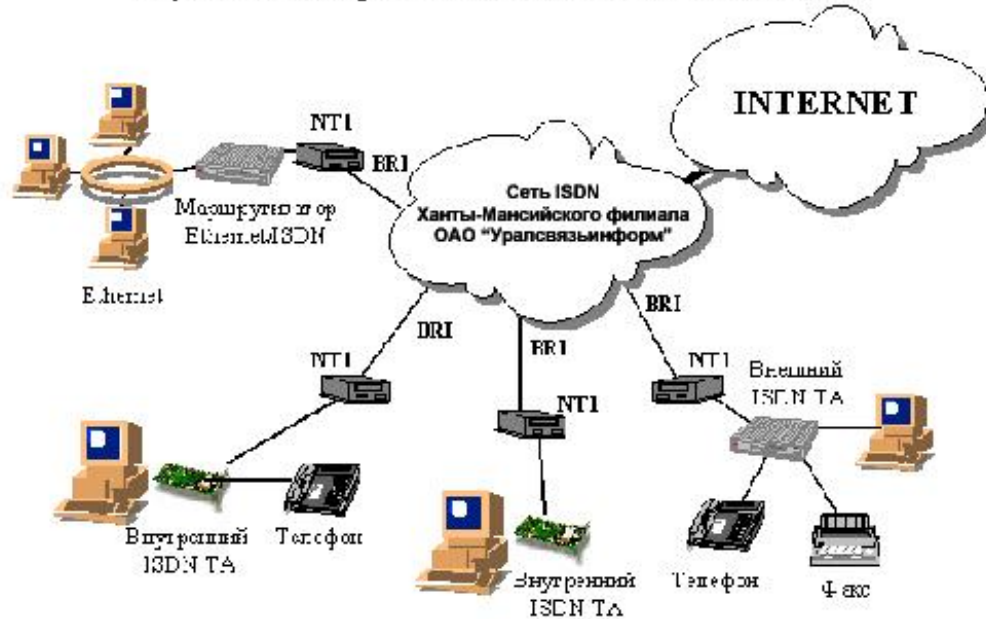 INTERNET
NT1
BRI
Сеть ISDN
Ханты-Мансийского филиала
ОАО “Уралсвязьинформ”
Маршрутизатор
Ethernet/ISDN
Ethernet
BRI
BRI
BRI
NT1
NT1
NT1
Внешний
ISDN TA
Внутренний
ISDN TA
Телефон
Внутренний
ISDN TA
Телефон
Факс